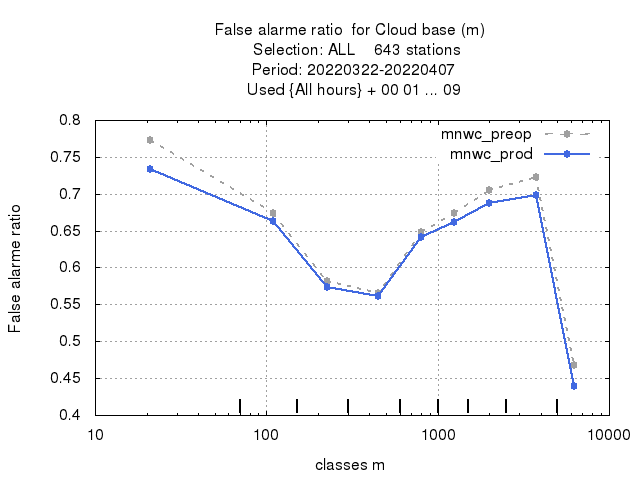 False alarme ratio  for Cloud base (m)
Selection: ALL    643 stations
Period: 20220322-20220407
Used {All hours} + 00 01 ... 09
mnwc_preop
mnwc_prod
0.8
0.75
0.7
0.65
0.6
0.55
0.5
0.45
0.4
False alarme ratio
10 100 1000 10000
classes m